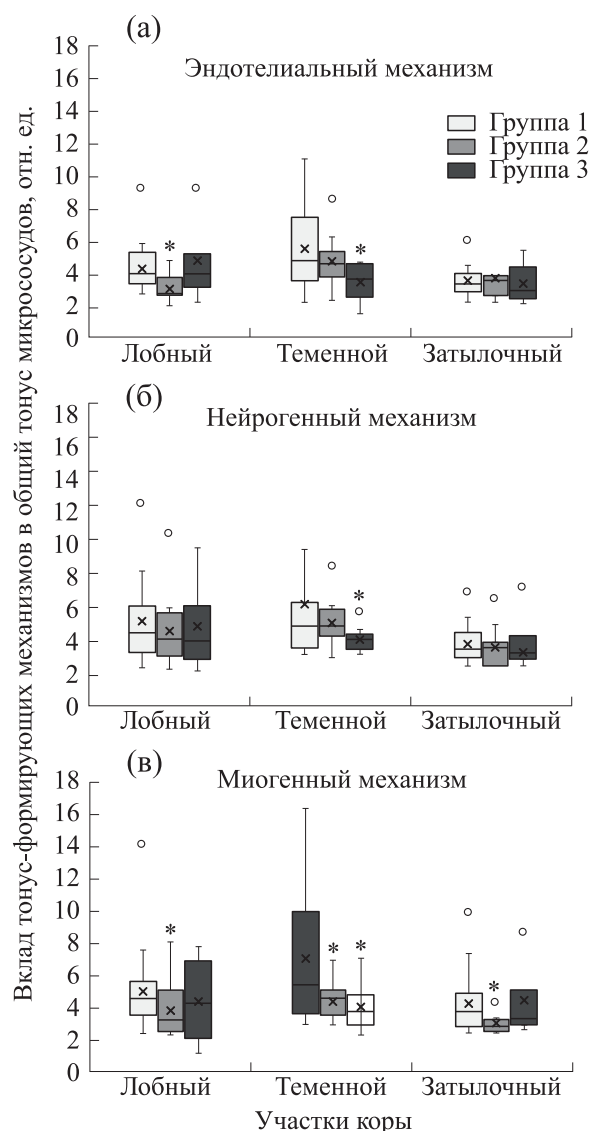 Вклад тонус-формирующих механизмов в общий тонус микрососудов, отн. ед.
(а)
Эндотелиальный механизм
18
16
14
12
10
8
6
4
2
0
Группа 1
Группа 2
Группа 3
*
*
Лобный
Теменной
Затылочный
(б)
Нейрогенный механизм
18
16
14
12
10
8
6
4
2
0
*
Лобный
Теменной
Затылочный
(в)
Миогенный механизм
18
16
14
12
10
8
6
4
2
0
*
*
*
*
Лобный
Теменной
Затылочный
Участки коры